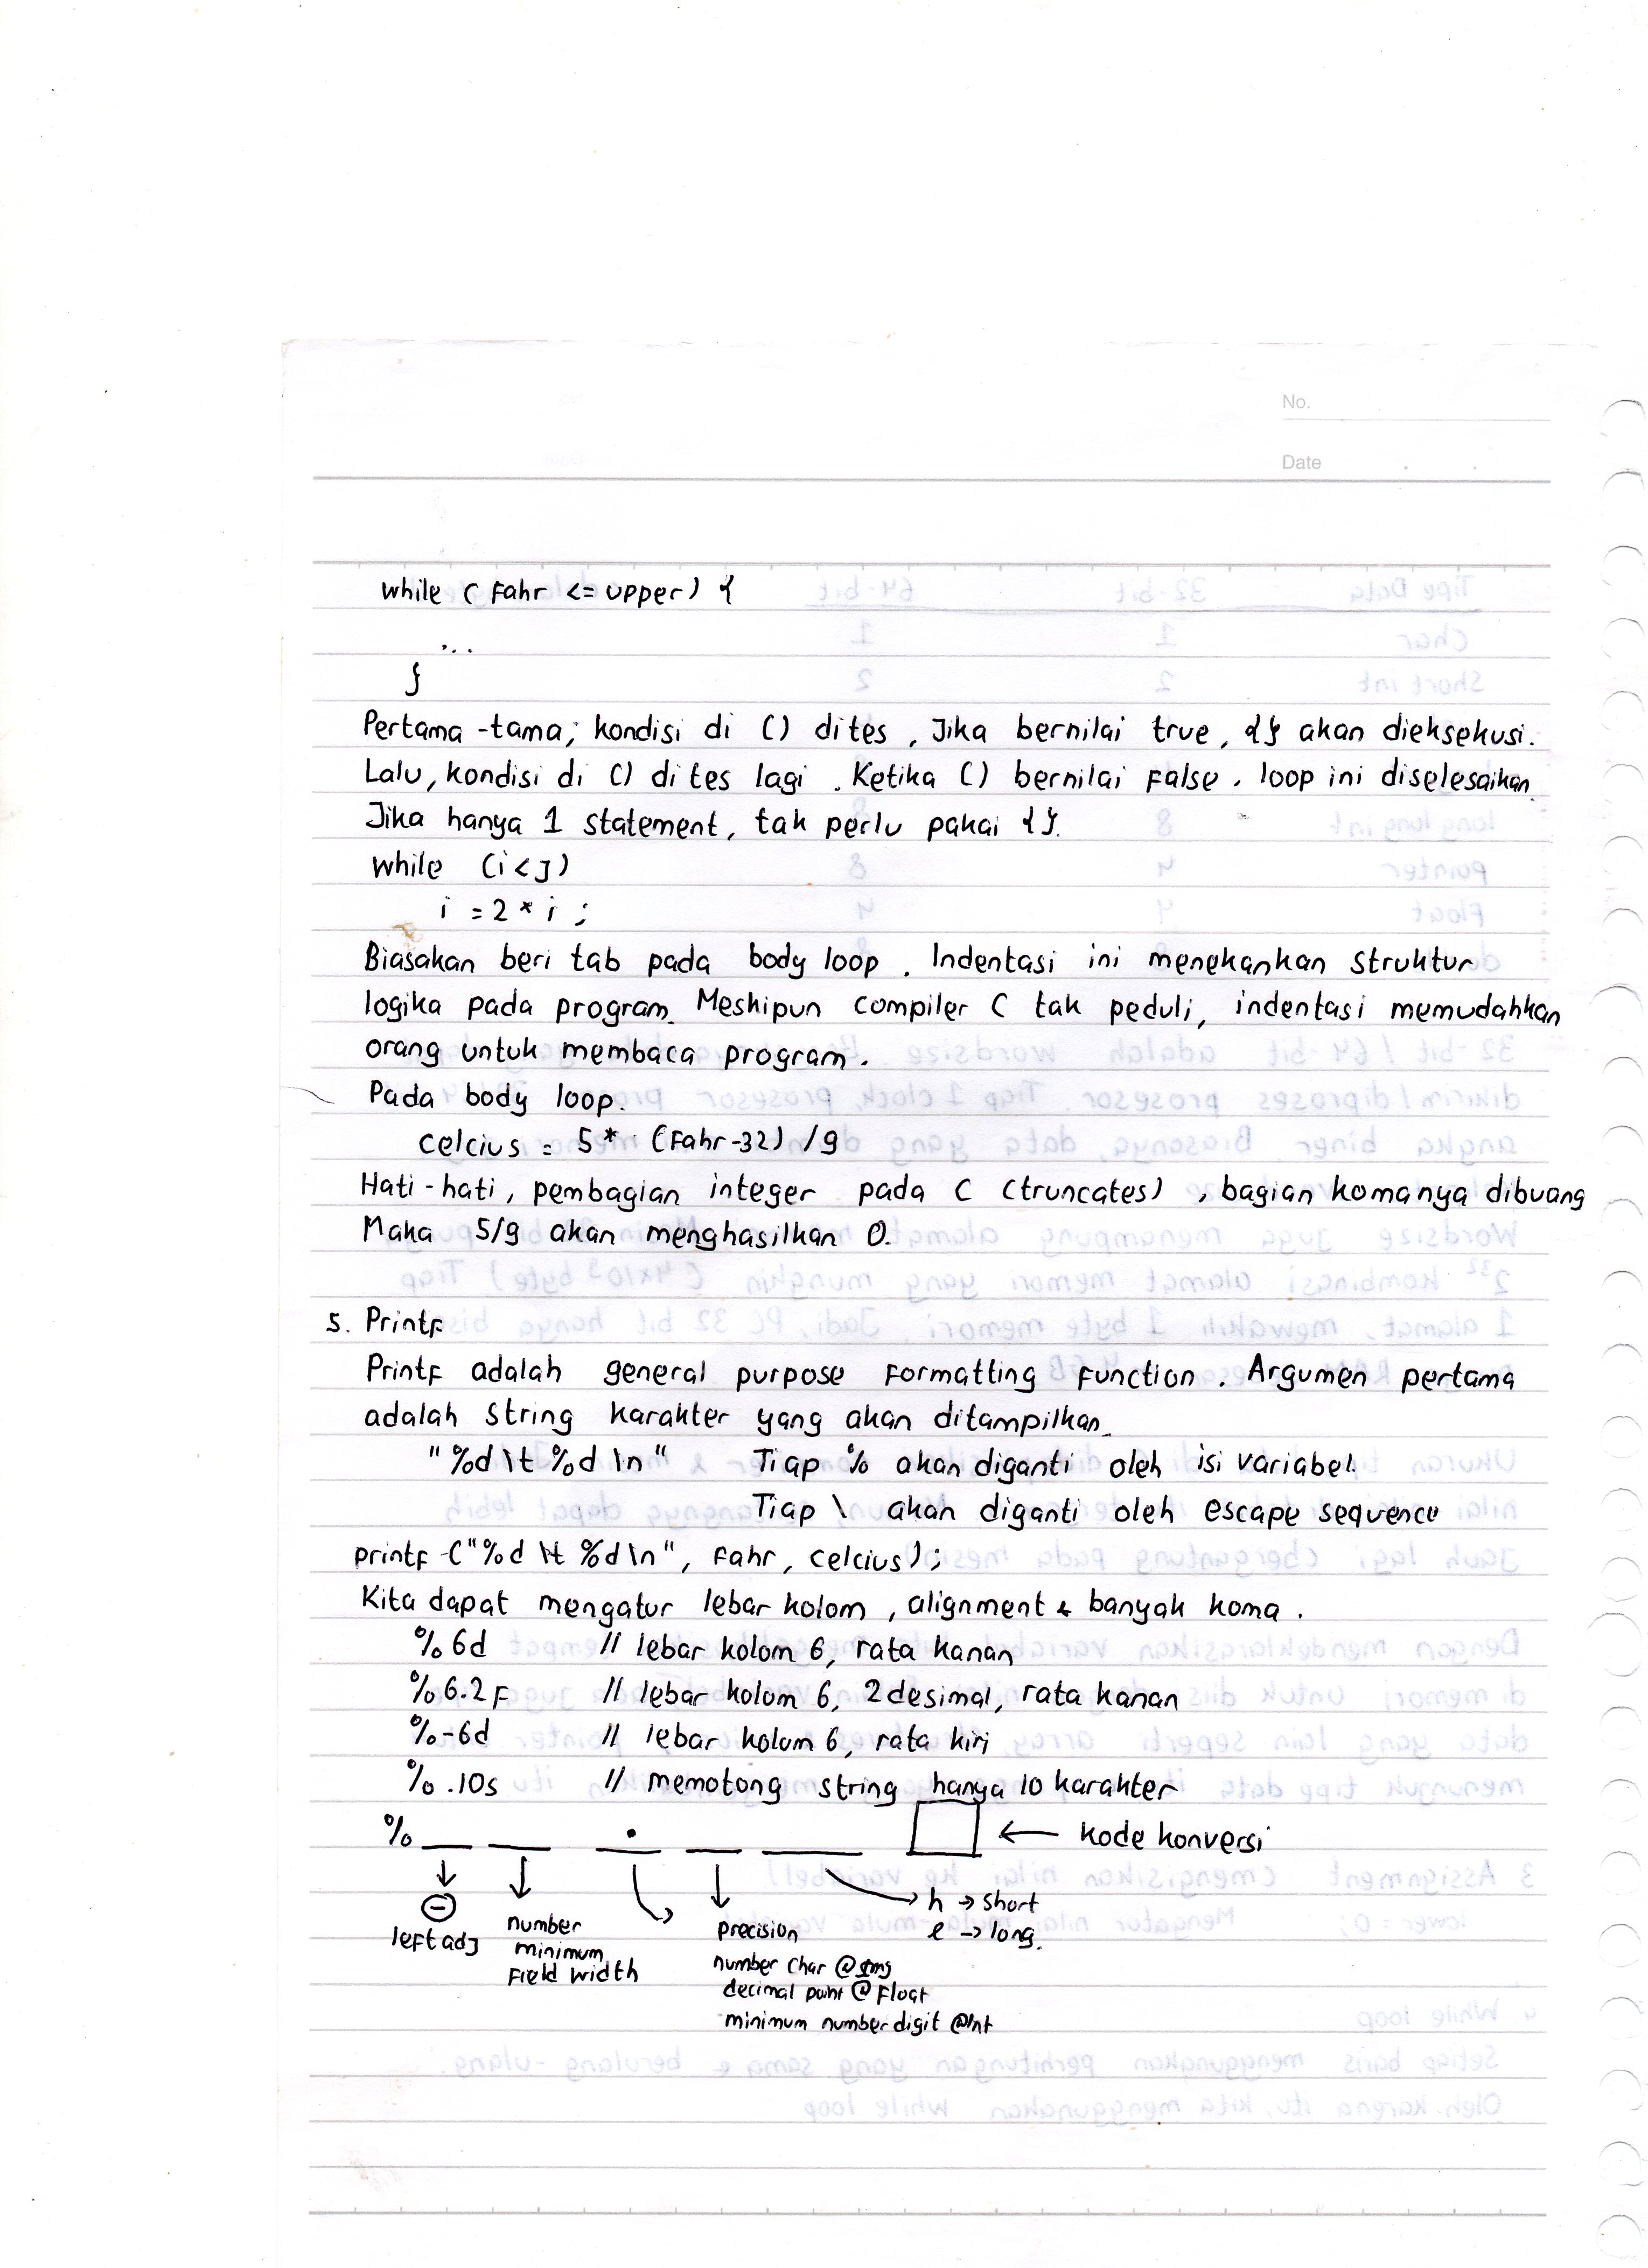 No.
Date
while (Fahr <= upper) {
...
}
Pertama-tama, kondisi di () dites, Jika bernilai true, {} akan dieksekusi.
Lalu, kondisi di () dites lagi. Ketika () bernilai False. loop ini diselesaikan.
Jika hanya 1 statement, tak perlu pakai {}.
while (i<j)
i = 2 * i ;
Biasakan beri tab pada body loop. Indentasi ini menekankan struktur
logika pada program. Meskipun compiler C tak peduli, indentasi memudahkan
orang untuk membaca program.
Pada body loop.
celcius = 5 * (Fahr-32) /9
Hati-hati, pembagian integer pada C (truncates), bagian komanya dibuang
Maka 5/9 akan menghasilkan 0.
5. Printf
Printf adalah general purpose Formatting Function. Argumen pertama
adalah string karakter yang akan ditampilkan.
"%d \t %d \n" Tiap % akan diganti oleh isi variabel.
Tiap \ akan diganti oleh escape sequence
printf ("%d \t %d\n", Fahr, celcius);
Kita dapat mengatur lebar kolom, alignment & banyak koma.
% 6d // lebar kolom 6, rata kanan
% 6.2F // lebar kolom 6, 2 desimal, rata kanan
%-6d // lebar kolom 6, rata kiri
% .10s // memotong string hanya 10 karakter
% . ← kode konversi
h → short
- left adj
number minimum Field width
l → long.
precision
number char @
decimal point @ Float
minimum number digit @Int